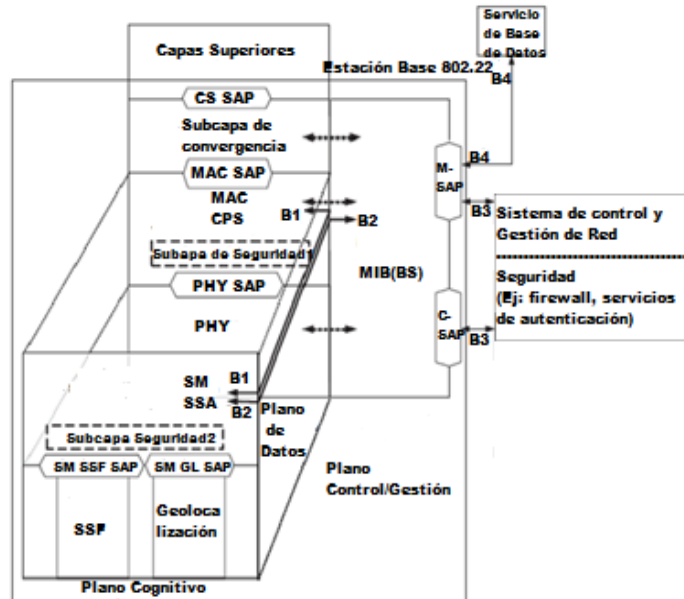 Servicio
de Base
de Datos
Capas Superiores
Estación Base 802.22
B4
CS SAP
Subcapa de
convergencia
B4
M-
SAP
MAC SAP
MAC
CPS
B1
B2
B3
Sistema de control y
Gestión de Red
Subapa de Seguridad1
MIB(BS)
Seguridad
(Ej: firewall, servicios
de autenticación)
PHY SAP
C-
SAP
PHY
B3
SM
SSA
B1
B2
Plano
de
Datos
Subcapa Seguridad2
SM SSF SAP
SM GL SAP
Plano
Control/Gestión
SSF
Geoloca
lización
Plano Cognitivo